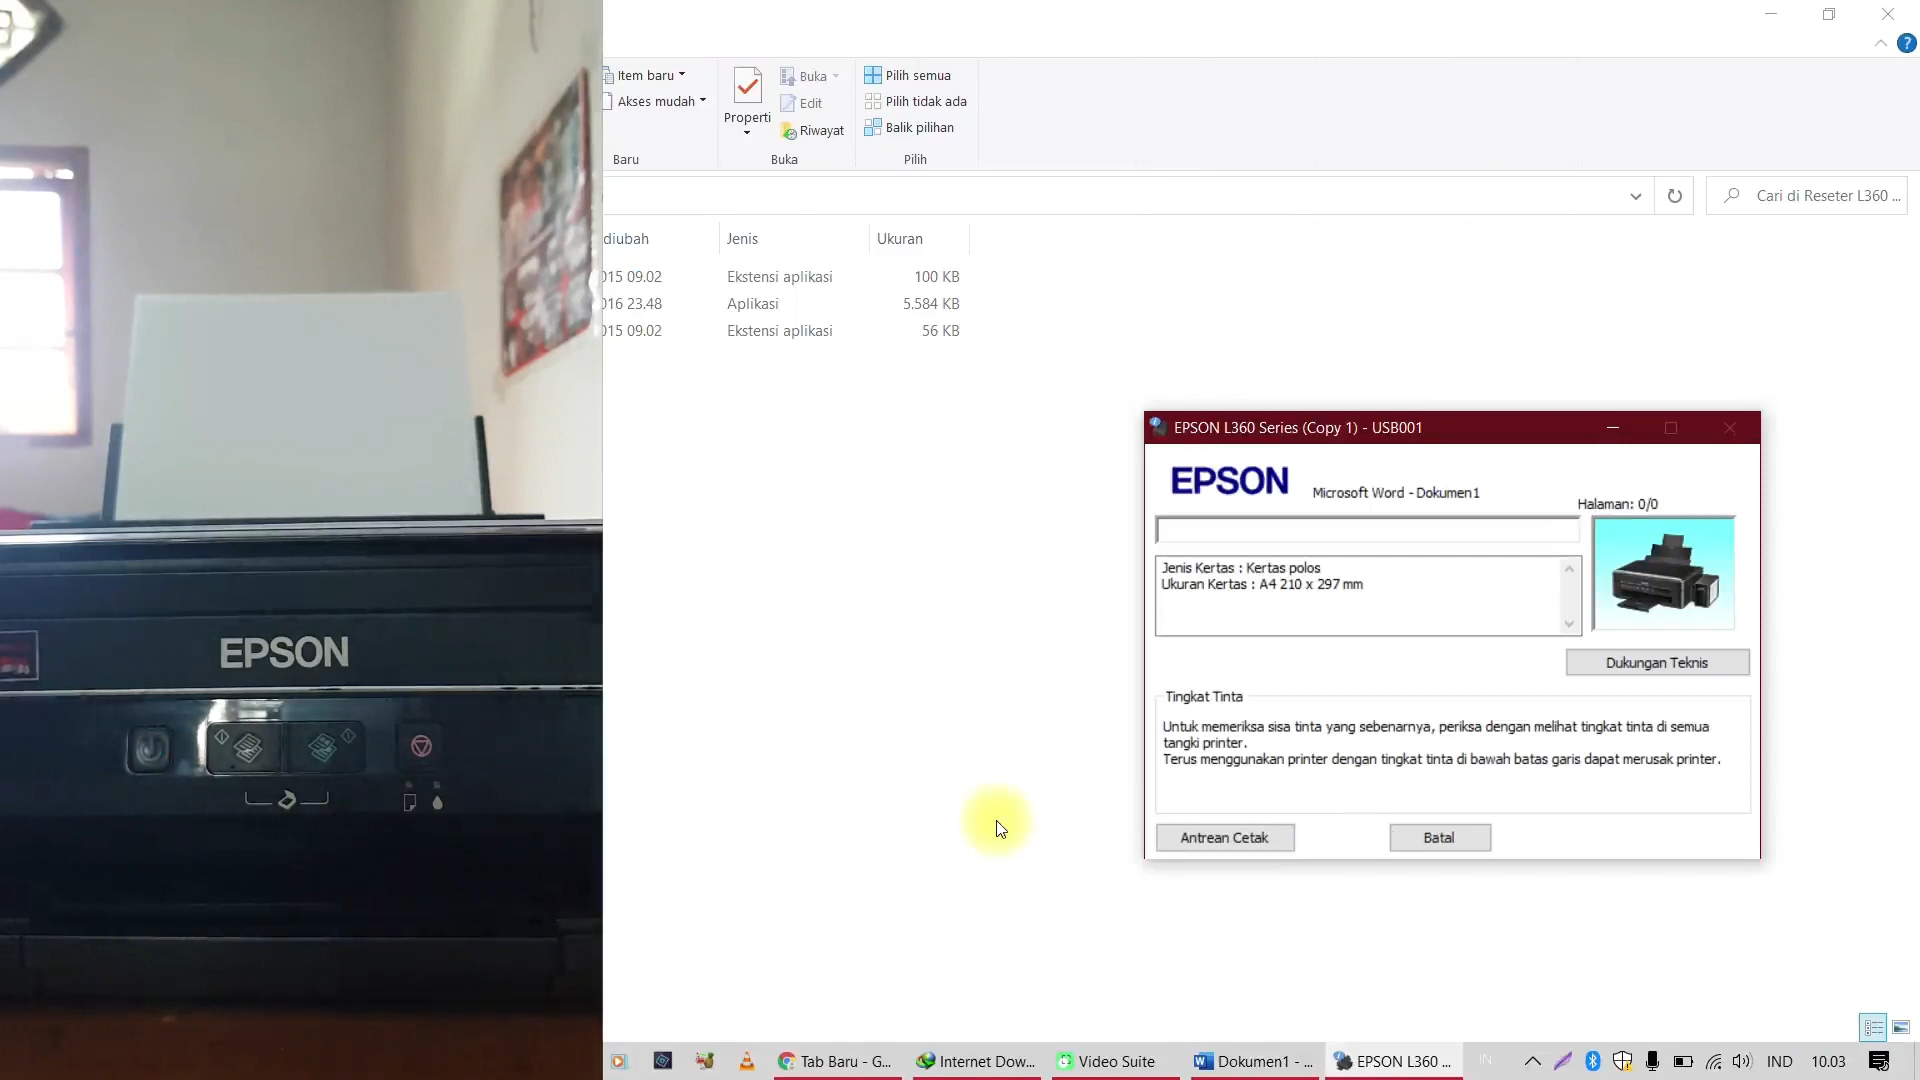 Item baru
Akses mudah
Baru
Properti
Buka
Edit
Riwayat
Buka
Pilih semua
Pilih tidak ada
Balik pilihan
Pilih
Cari di Reseter L360 ...
diubah Jenis Ukuran
015 09.02 Ekstensi aplikasi 100 KB
016 23.48 Aplikasi 5.584 KB
015 09.02 Ekstensi aplikasi 56 KB
EPSON L360 Series (Copy 1) - USB001
EPSON
Microsoft Word - Dokumen1
Halaman: 0/0
Jenis Kertas : Kertas polos
Ukuran Kertas : A4 210 x 297 mm
Dukungan Teknis
Tingkat Tinta
Untuk memeriksa sisa tinta yang sebenarnya, periksa dengan melihat tingkat tinta di semua
tangki printer.
Terus menggunakan printer dengan tingkat tinta di bawah batas garis dapat merusak printer.
Antrean Cetak
Batal
EPSON
Tab Baru - G...
Internet Dow...
Video Suite
Dokumen1 - ...
EPSON L360 ...
IN
IND
10.03